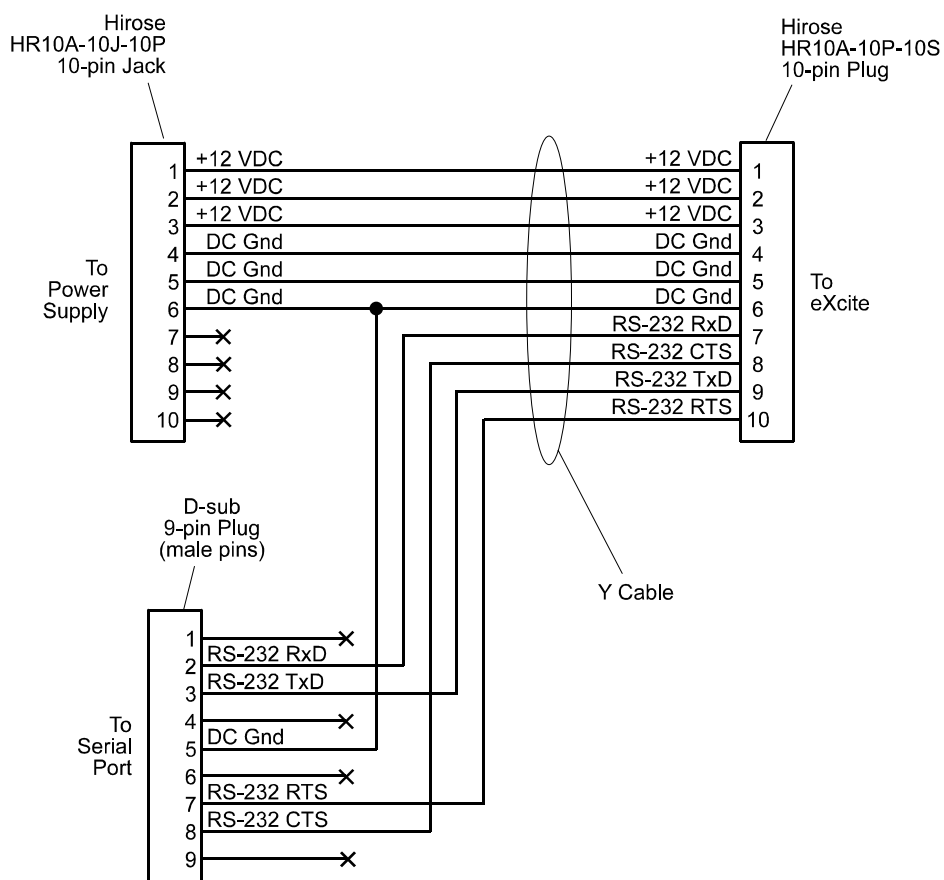 Hirose
HR10A-10J-10P
10-pin Jack
Hirose
HR10A-10P-10S
10-pin Plug
1 +12 VDC +12 VDC 1
2 +12 VDC +12 VDC 2
3 +12 VDC +12 VDC 3
4 DC Gnd DC Gnd 4
5 DC Gnd DC Gnd 5
6 DC Gnd DC Gnd 6
7 RS-232 RxD 7
8 RS-232 CTS 8
9 RS-232 TxD 9
10 RS-232 RTS 10
To
Power
Supply
To
eXcite
D-sub
9-pin Plug
(male pins)
Y Cable
1
2 RS-232 RxD
3 RS-232 TxD
4
5 DC Gnd
6
7 RS-232 RTS
8 RS-232 CTS
9
To
Serial
Port